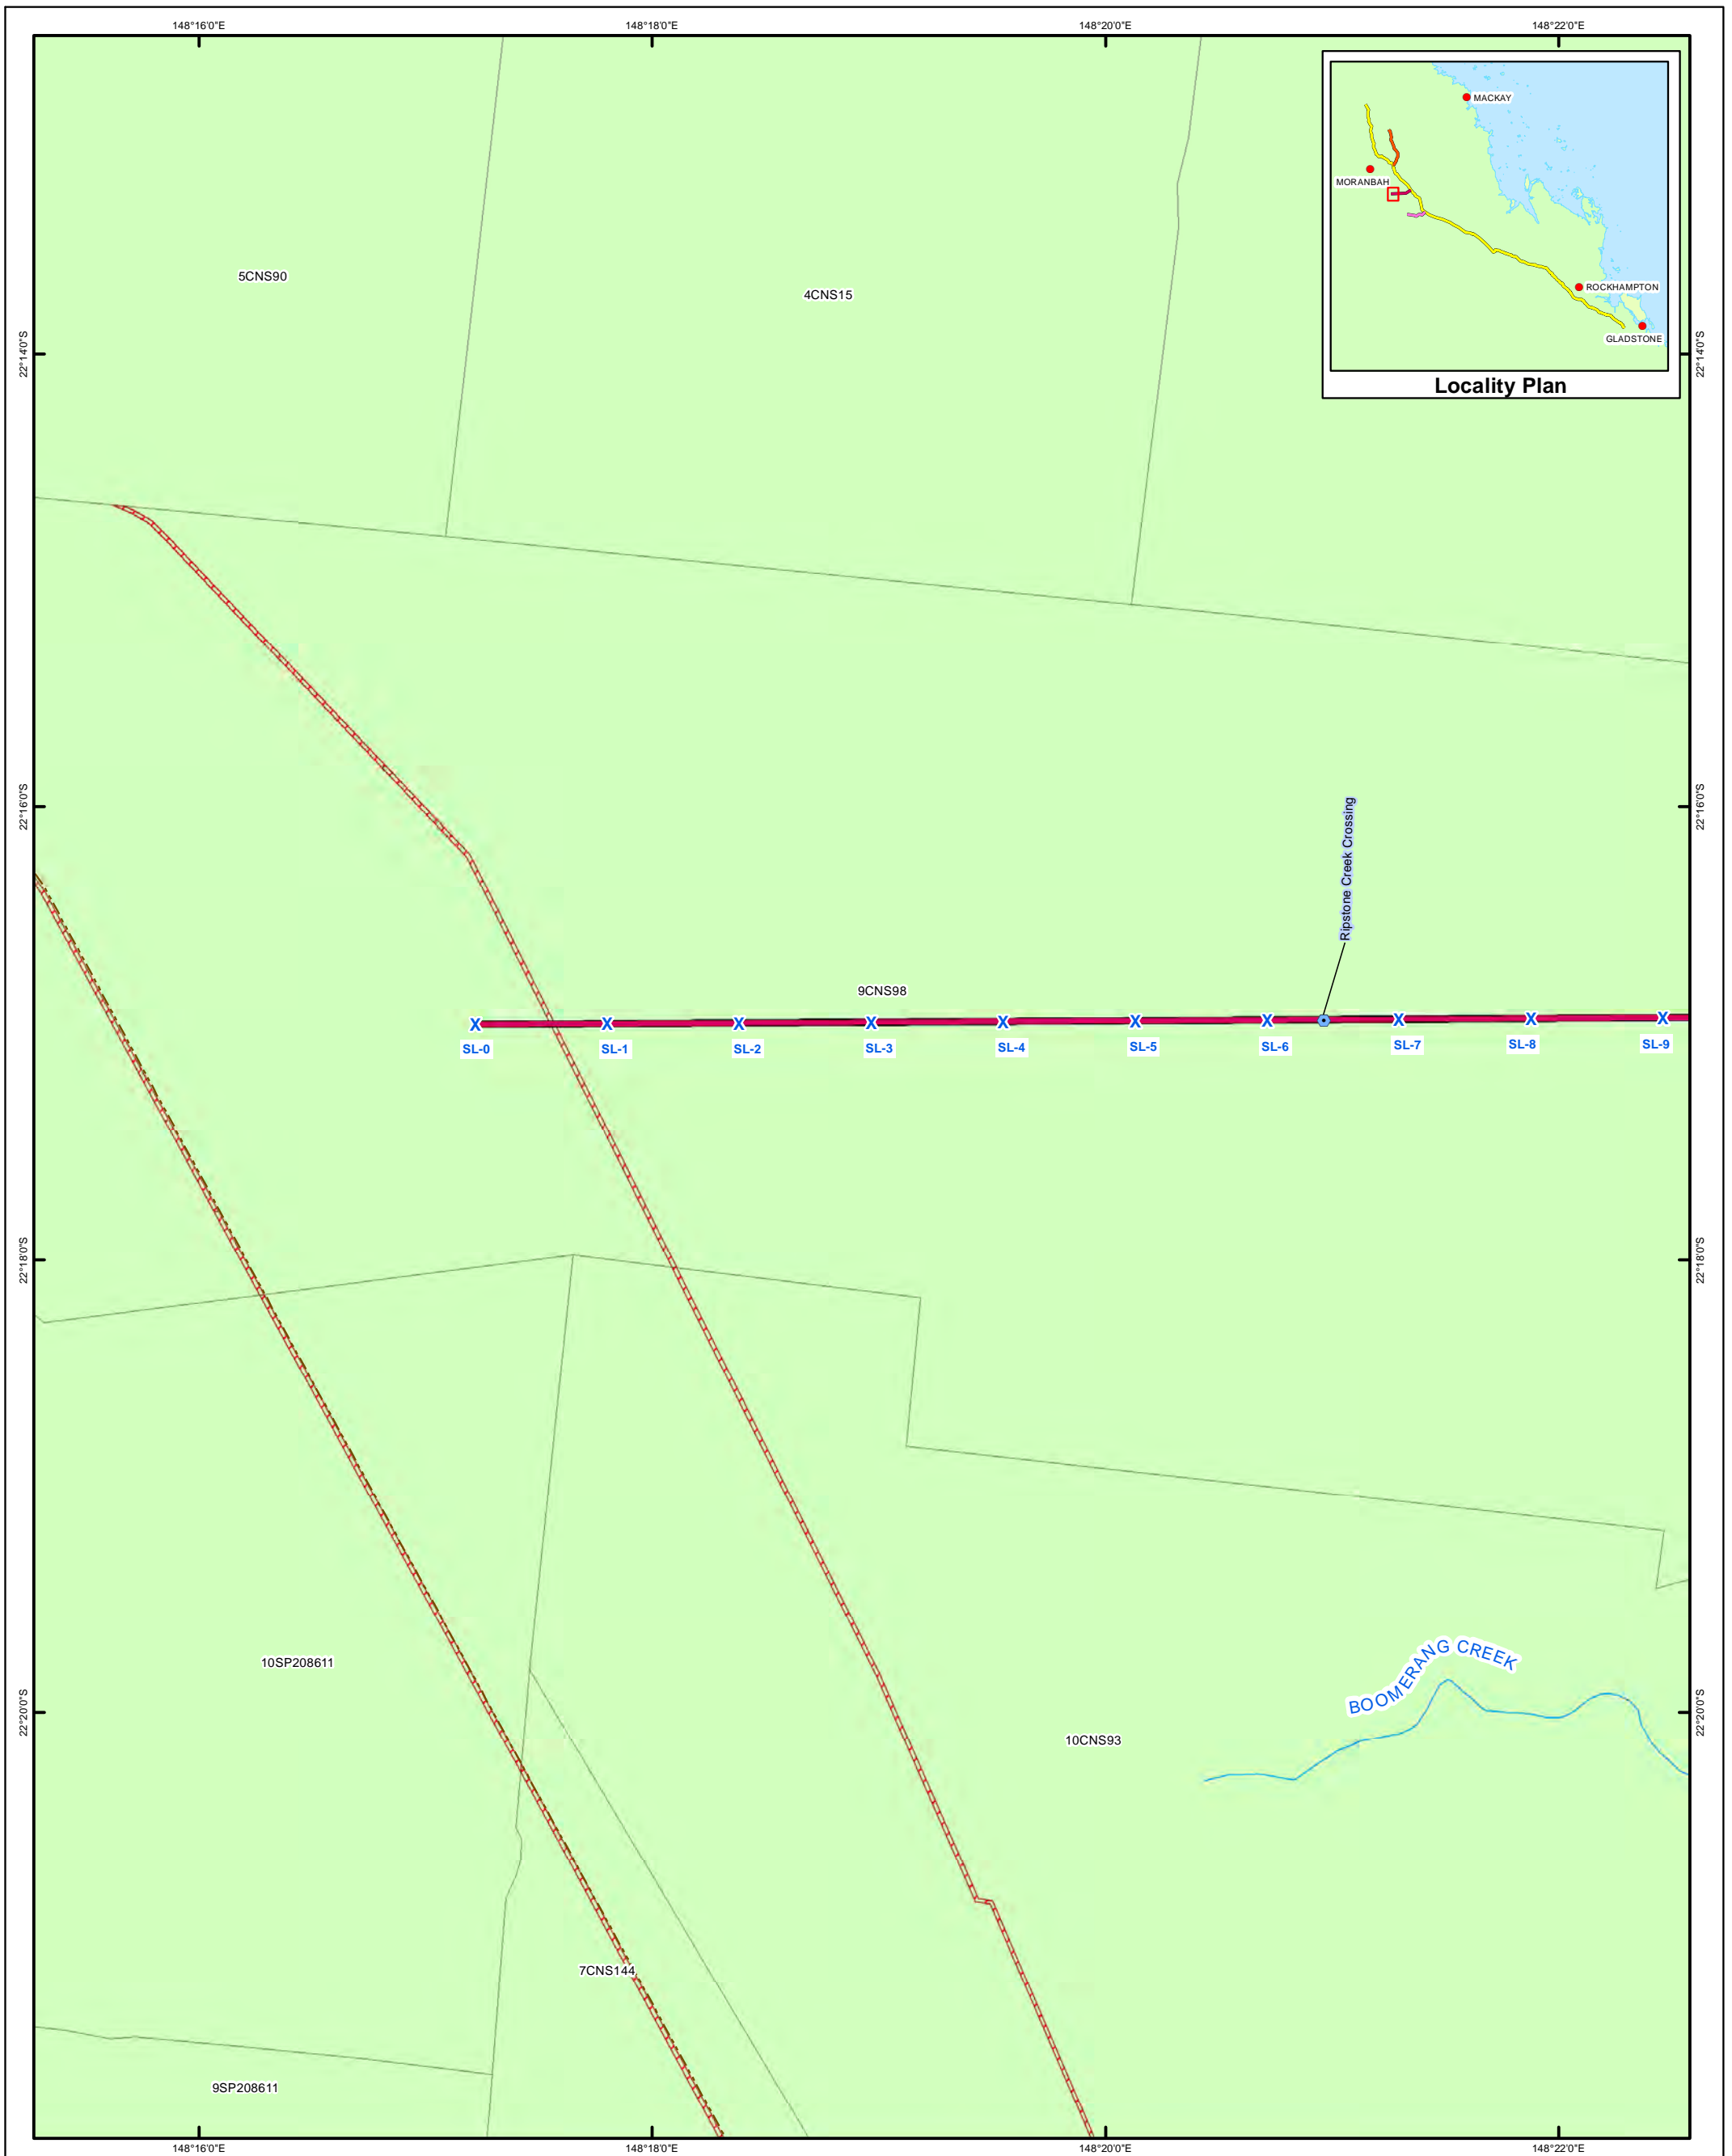 148°16'0"E
148°18'0"E
148°20'0"E
148°22'0"E
MACKAY
MORANBAH
ROCKHAMPTON
GLADSTONE
Locality Plan
5CNS90
4CNS15
22°14'0"S
22°14'0"S
22°16'0"S
22°16'0"S
Ripstone Creek Crossing
9CNS98
X X X X X X X X X X
SL-0 SL-1 SL-2 SL-3 SL-4 SL-5 SL-6 SL-7 SL-8 SL-9
22°18'0"S
22°18'0"S
BOOMERANG CREEK
10SP208611
22°20'0"S
22°20'0"S
10CNS93
7CNS144
9SP208611
148°16'0"E
148°18'0"E
148°20'0"E
148°22'0"E